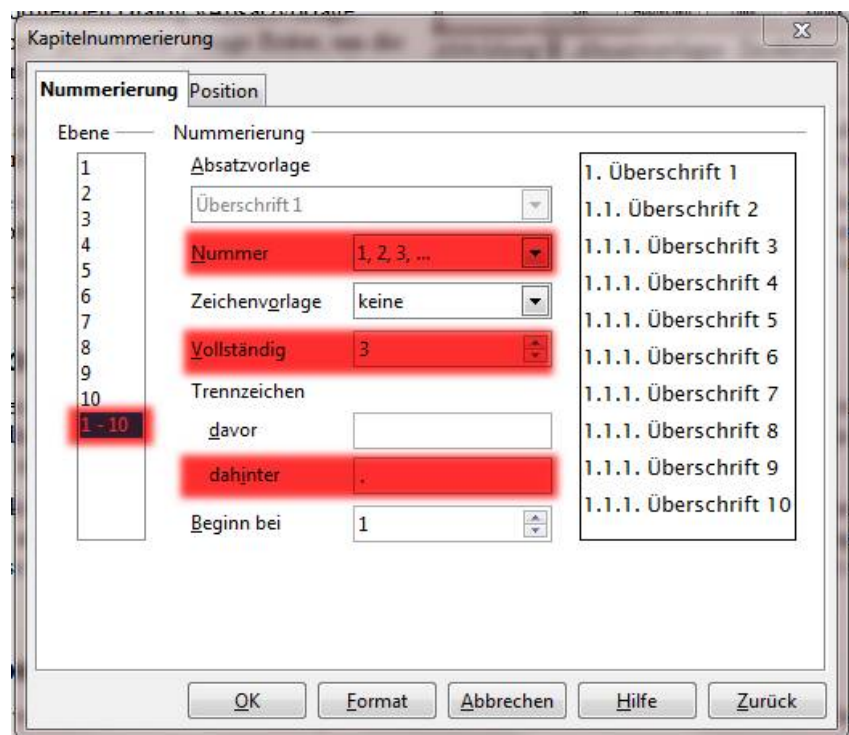 Kapitelnummerierung
Nummerierung Position
Ebene Nummerierung
1
2
3
4
5
6
7
8
9
10
1 - 10
Absatzvorlage
Überschrift 1
Nummer 1, 2, 3, ...
Zeichenvorlage keine
Vollständig 3
Trennzeichen
davor
dahinter .
Beginn bei 1
1. Überschrift 1
1.1. Überschrift 2
1.1.1. Überschrift 3
1.1.1. Überschrift 4
1.1.1. Überschrift 5
1.1.1. Überschrift 6
1.1.1. Überschrift 7
1.1.1. Überschrift 8
1.1.1. Überschrift 9
1.1.1. Überschrift 10
OK Format Abbrechen Hilfe Zurück